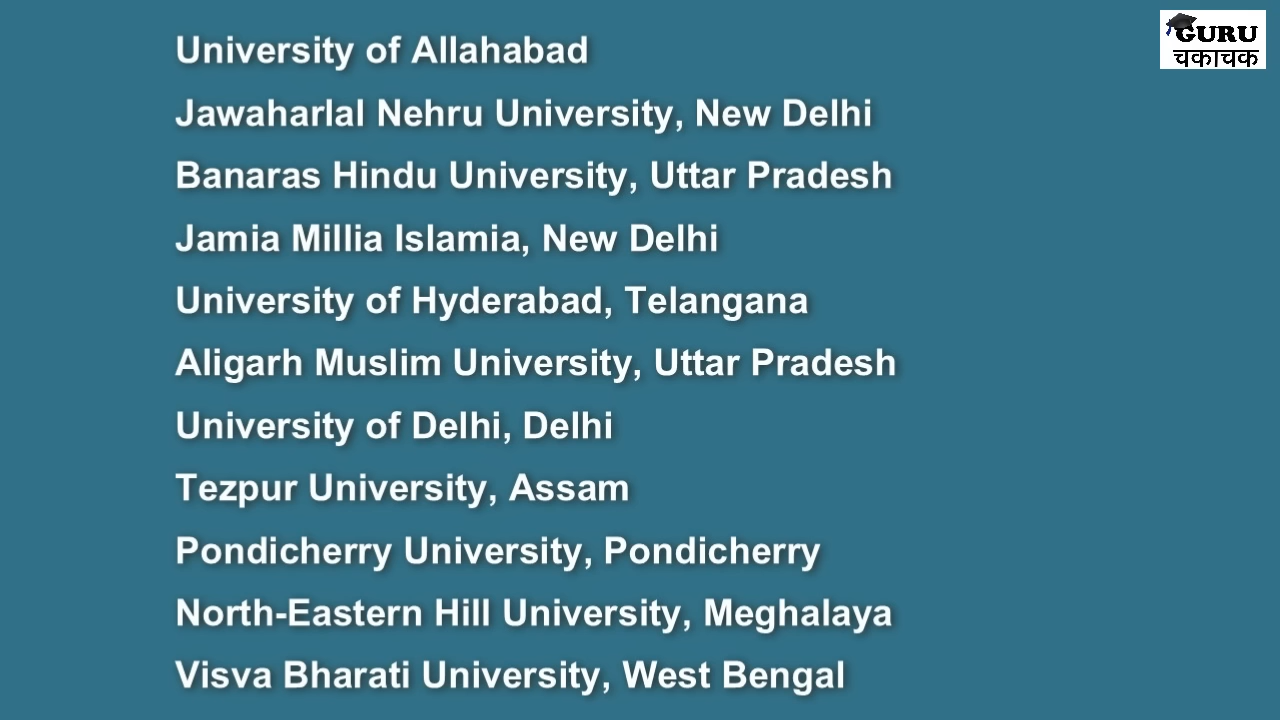 GURU
चकाचक
University of Allahabad
Jawaharlal Nehru University, New Delhi
Banaras Hindu University, Uttar Pradesh
Jamia Millia Islamia, New Delhi
University of Hyderabad, Telangana
Aligarh Muslim University, Uttar Pradesh
University of Delhi, Delhi
Tezpur University, Assam
Pondicherry University, Pondicherry
North-Eastern Hill University, Meghalaya
Visva Bharati University, West Bengal